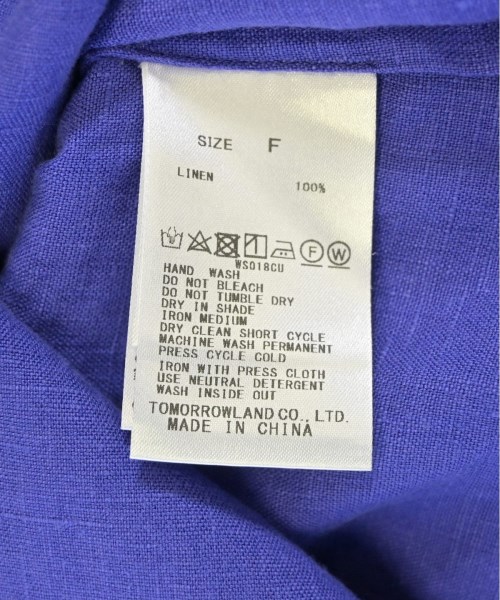 SIZE F
LINEN 100%
F W
WS018CU
HAND WASH
DO NOT BLEACH
DO NOT TUMBLE DRY
DRY IN SHADE
IRON MEDIUM
DRY CLEAN SHORT CYCLE
MACHINE WASH PERMANENT
PRESS CYCLE COLD
IRON WITH PRESS CLOTH
USE NEUTRAL DETERGENT
WASH INSIDE OUT
TOMORROWLAND CO., LTD.
MADE IN CHINA